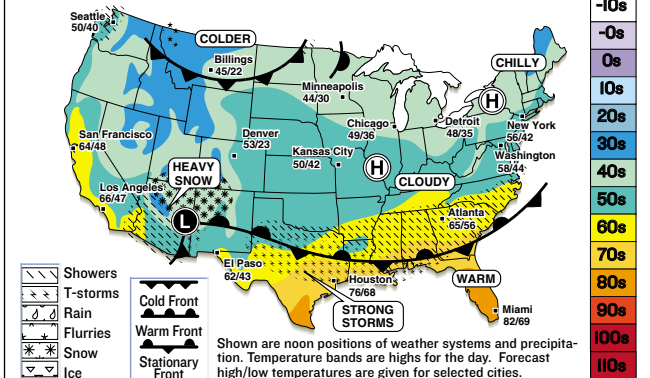 Seattle
50/40
COLDER
Billings
45/22
Minneapolis
44/30
CHILLY
H
San Francisco
64/48
Denver
53/23
Kansas City
50/42
Chicago
49/36
Detroit
48/35
New York
56/42
Washington
58/44
HEAVY
SNOW
Los Angeles
66/47
H
CLOUDY
L
Atlanta
65/56
El Paso
62/43
Houston
76/68
WARM
STRONG
STORMS
Miami
82/69
Showers
T-storms
Rain
Flurries
Snow
Ice
Cold Front
Warm Front
Stationary
Front
Shown are noon positions of weather systems and precipita-
tion. Temperature bands are highs for the day. Forecast
high/low temperatures are given for selected cities.
-10s
-0s
0s
10s
20s
30s
40s
50s
60s
70s
80s
90s
100s
110s